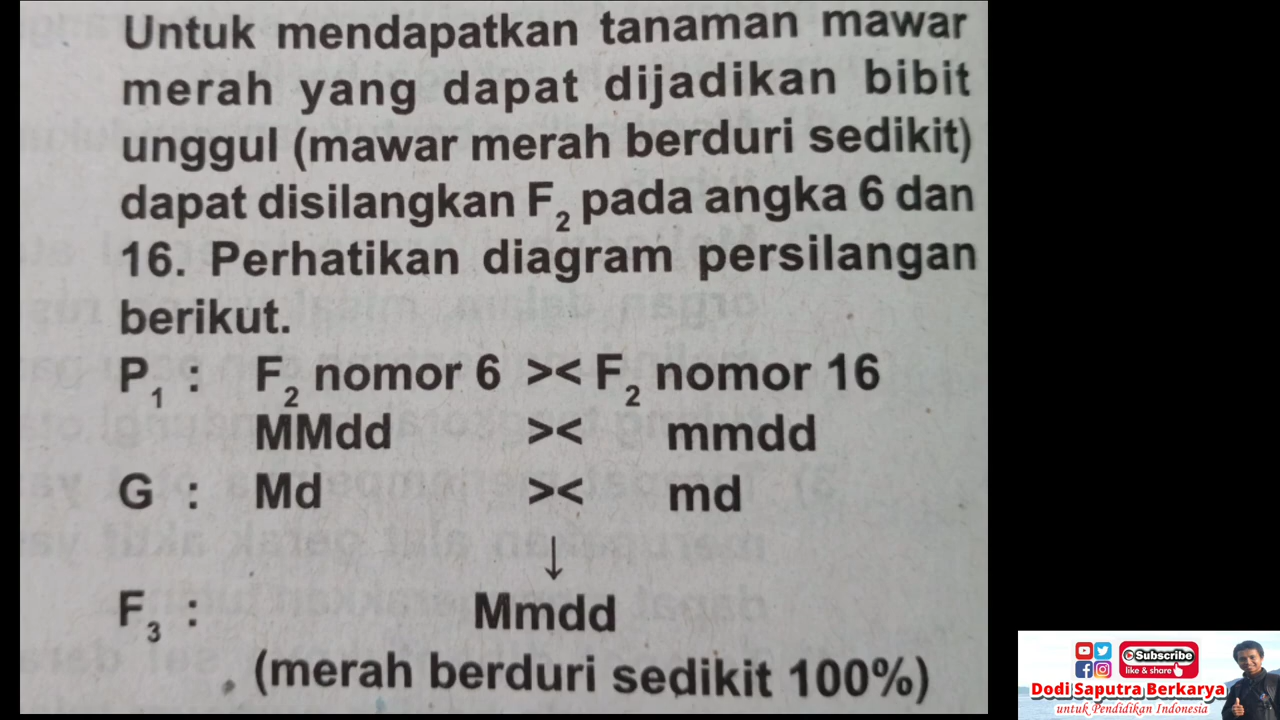 Untuk mendapatkan tanaman mawar
merah yang dapat dijadikan bibit
unggul (mawar merah berduri sedikit)
dapat disilangkan F₂ pada angka 6 dan
16. Perhatikan diagram persilangan
berikut.
P₁ : F₂ nomor 6 >< F₂ nomor 16
MMdd >< mmdd
G : Md >< md
↓
F₃ : Mmdd
(merah berduri sedikit 100%)
Subscribe
like & share
Dodi Saputra Berkarya
untuk Pendidikan Indonesia